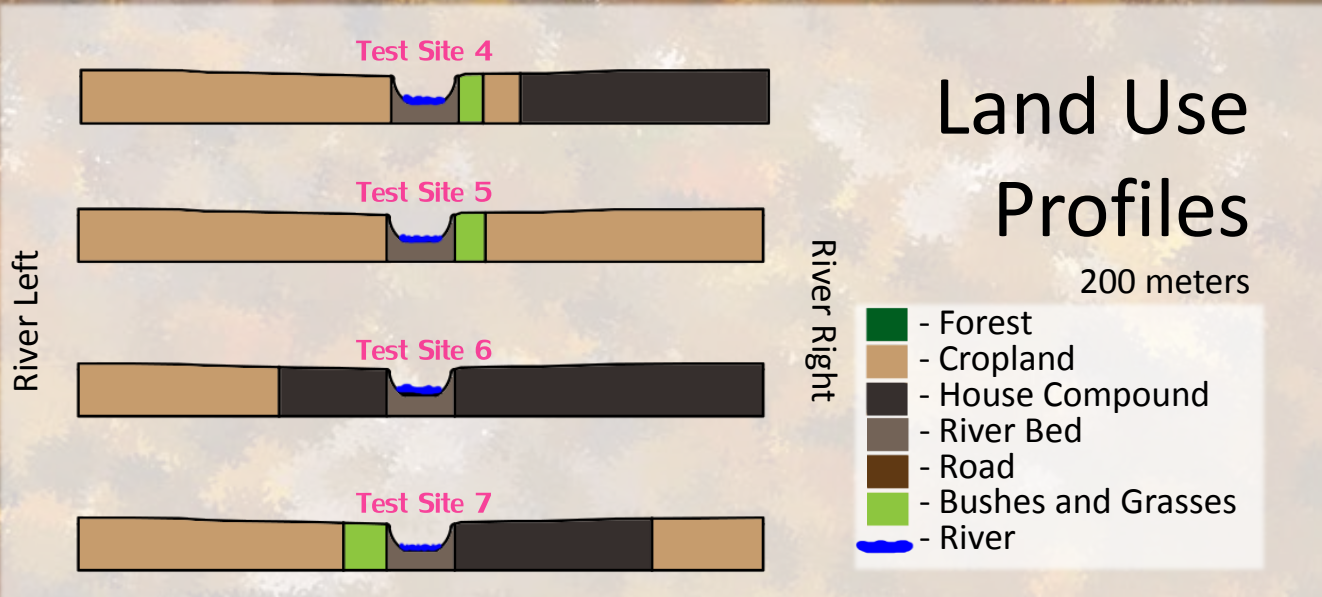 Test Site 4
Test Site 5
Test Site 6
Test Site 7
River Left
River Right
Land Use
Profiles
200 meters
- Forest
- Cropland
- House Compound
- River Bed
- Road
- Bushes and Grasses
- River